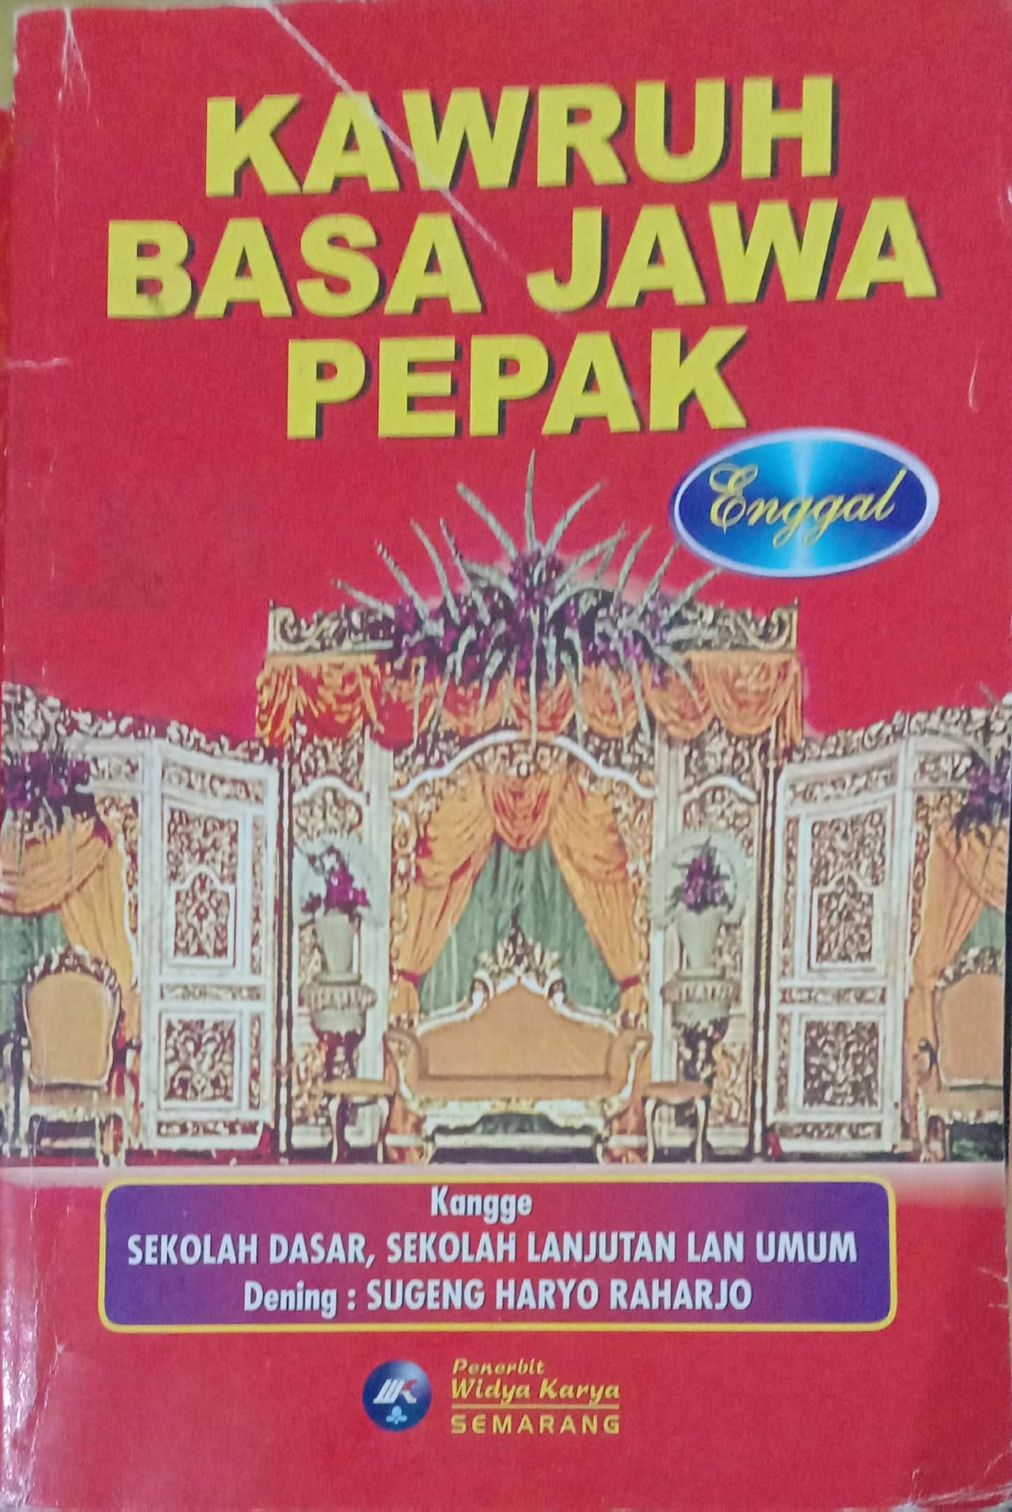 KAWRUH
BASA JAWA
PEPAK
Enggal
Kangge
SEKOLAH DASAR, SEKOLAH LANJUTAN LAN UMUM
Dening : SUGENG HARYO RAHARJO
WK
Penerbit
Widya Karya
SEMARANG